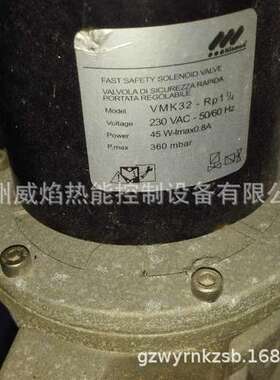 FAST SAFETY SOLENOID VALVE
VALVOLA DI SICUREZZA RAPIDA
PORTATA REGOLABILE
Model VMK32 - Rp1¼
Voltage 230 VAC - 50/60 Hz
Power 45 W-Imax0.8A
P.max 360 mbar
州威焰热能控制设备有限公
gzwyrnkzsb.168